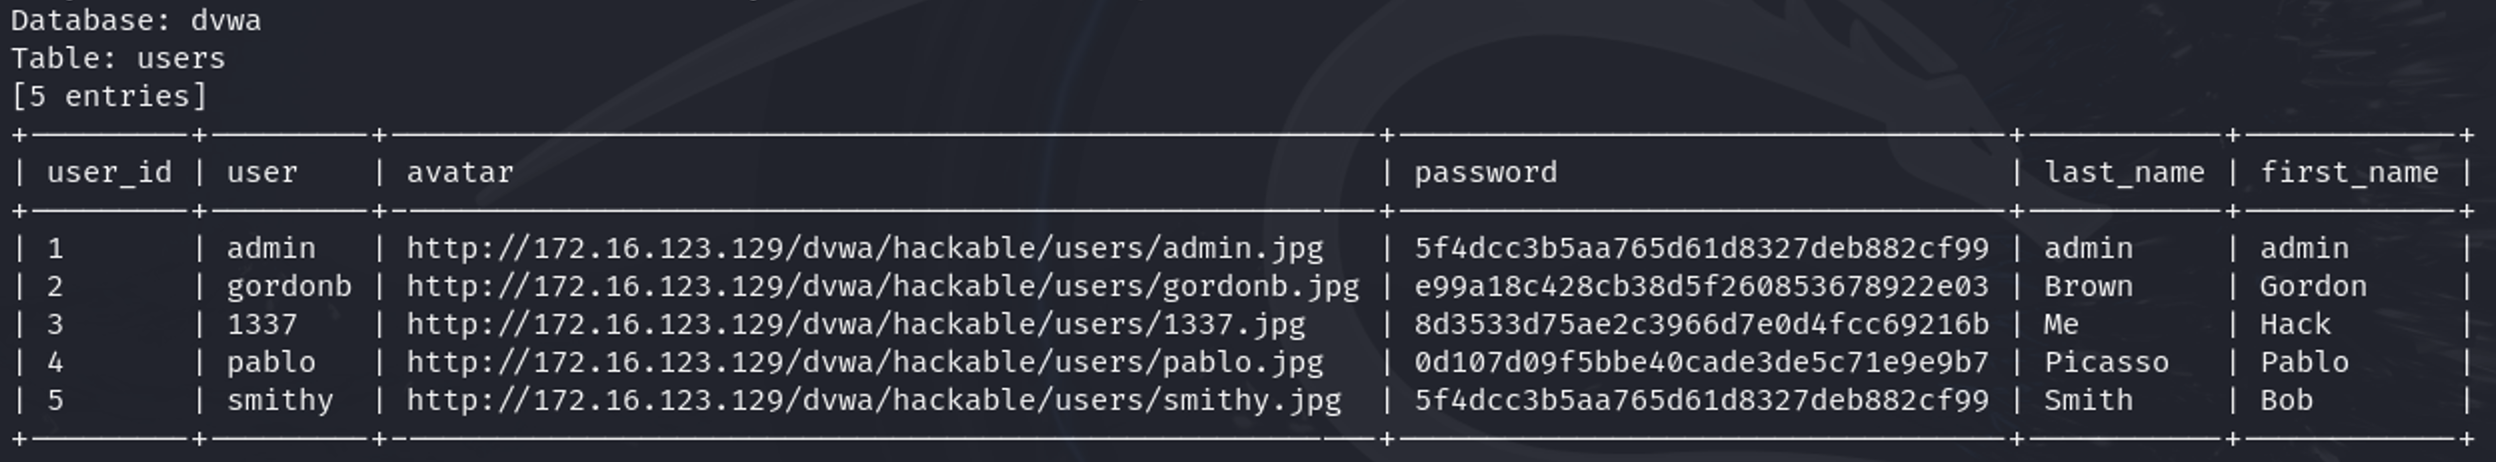 Database: dvwa
Table: users
[5 entries]
+---------+---------+------------------------------------------------------+----------------------------------+-----------+------------+
| user_id | user | avatar | password | last_name | first_name |
+---------+---------+------------------------------------------------------+----------------------------------+-----------+------------+
| 1 | admin | http://172.16.123.129/dvwa/hackable/users/admin.jpg | 5f4dcc3b5aa765d61d8327deb882cf99 | admin | admin |
| 2 | gordonb | http://172.16.123.129/dvwa/hackable/users/gordonb.jpg | e99a18c428cb38d5f260853678922e03 | Brown | Gordon |
| 3 | 1337 | http://172.16.123.129/dvwa/hackable/users/1337.jpg | 8d3533d75ae2c3966d7e0d4fcc69216b | Me | Hack |
| 4 | pablo | http://172.16.123.129/dvwa/hackable/users/pablo.jpg | 0d107d09f5bbe40cade3de5c71e9e9b7 | Picasso | Pablo |
| 5 | smithy | http://172.16.123.129/dvwa/hackable/users/smithy.jpg | 5f4dcc3b5aa765d61d8327deb882cf99 | Smith | Bob |
+---------+---------+------------------------------------------------------+----------------------------------+-----------+------------+